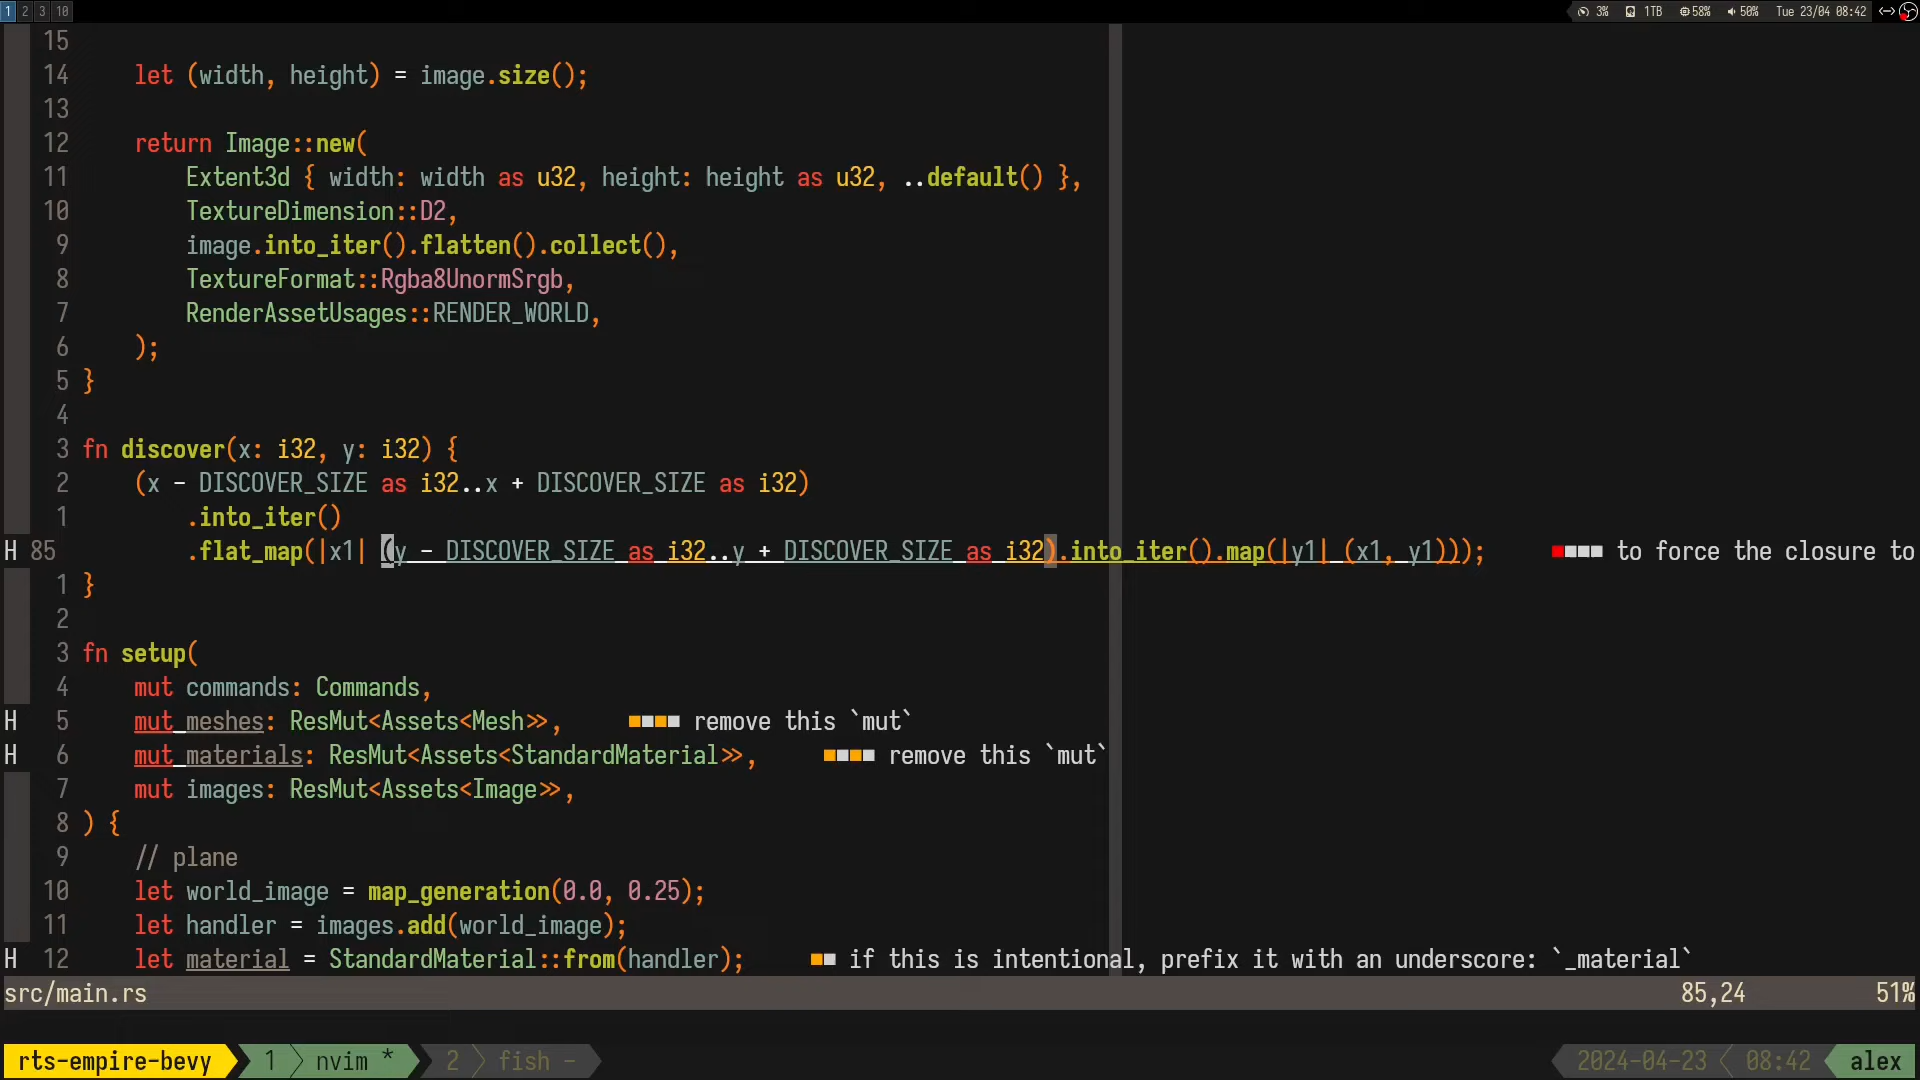 1 2 3 10 3% 1TB 58% 50% Tue 23/04 08:42
15
14 let (width, height) = image.size();
13
12 return Image::new(
11 Extent3d { width: width as u32, height: height as u32, ..default() },
10 TextureDimension::D2,
9 image.into_iter().flatten().collect(),
8 TextureFormat::Rgba8UnormSrgb,
7 RenderAssetUsages::RENDER_WORLD,
6 );
5 }
4
3 fn discover(x: i32, y: i32) {
2 (x - DISCOVER_SIZE as i32..x + DISCOVER_SIZE as i32)
1 .into_iter()
H 85 .flat_map(|x1| (y - DISCOVER_SIZE as i32..y + DISCOVER_SIZE as i32).into_iter().map(|y1| (x1, y1))); ■■■■ to force the closure to
1 }
2
3 fn setup(
4 mut commands: Commands,
H 5 mut meshes: ResMut<Assets<Mesh>>, ■■■■ remove this `mut`
H 6 mut materials: ResMut<Assets<StandardMaterial>>, ■■■■ remove this `mut`
7 mut images: ResMut<Assets<Image>>,
8 ) {
9 // plane
10 let world_image = map_generation(0.0, 0.25);
11 let handler = images.add(world_image);
H 12 let material = StandardMaterial::from(handler); ■■ if this is intentional, prefix it with an underscore: `_material`
src/main.rs 85,24 51%
rts-empire-bevy 1 nvim * 2 fish - 2024-04-23 08:42 alex